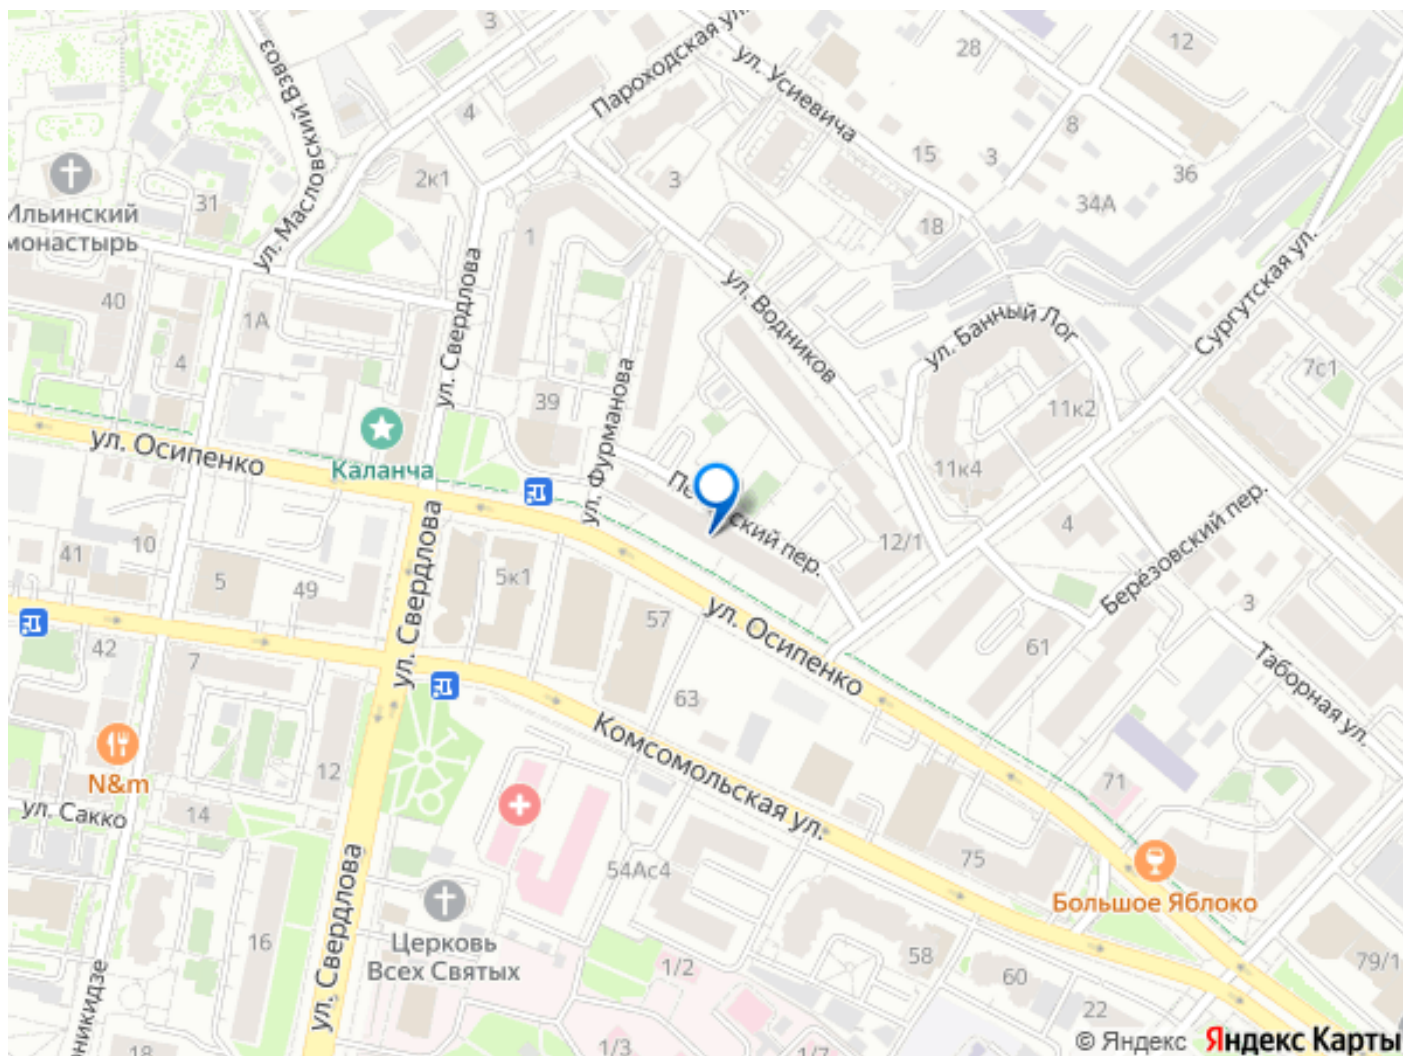 3
Пароходская ул.
ул. Усиевича
28
12
ул. Масловский Взвоз
4
8
15
3
36
2к1
3
31
34А
18
Ильинский
монастырь
1
ул. Свердлова
ул. Водников
Сургутская ул.
40
1А
ул. Банный Лог
4
7с1
39
ул. Фурманова
11к2
ул. Осипенко
Каланча
11к4
ский пер.
12/1
4
Берёзовский пер.
41
10
5
49
ул. Свердлова
5к1
57
ул. Осипенко
3
61
42
7
63
Таборная ул.
Комсомольская ул.
12
N&m
71
ул. Сакко
14
54Ас4
75
Большое Яблоко
ул. Свердлова
16
Церковь
Всех Святых
58
1/2
60
79/1
22
18
1/3
1/7
© Яндекс Яндекс Карты